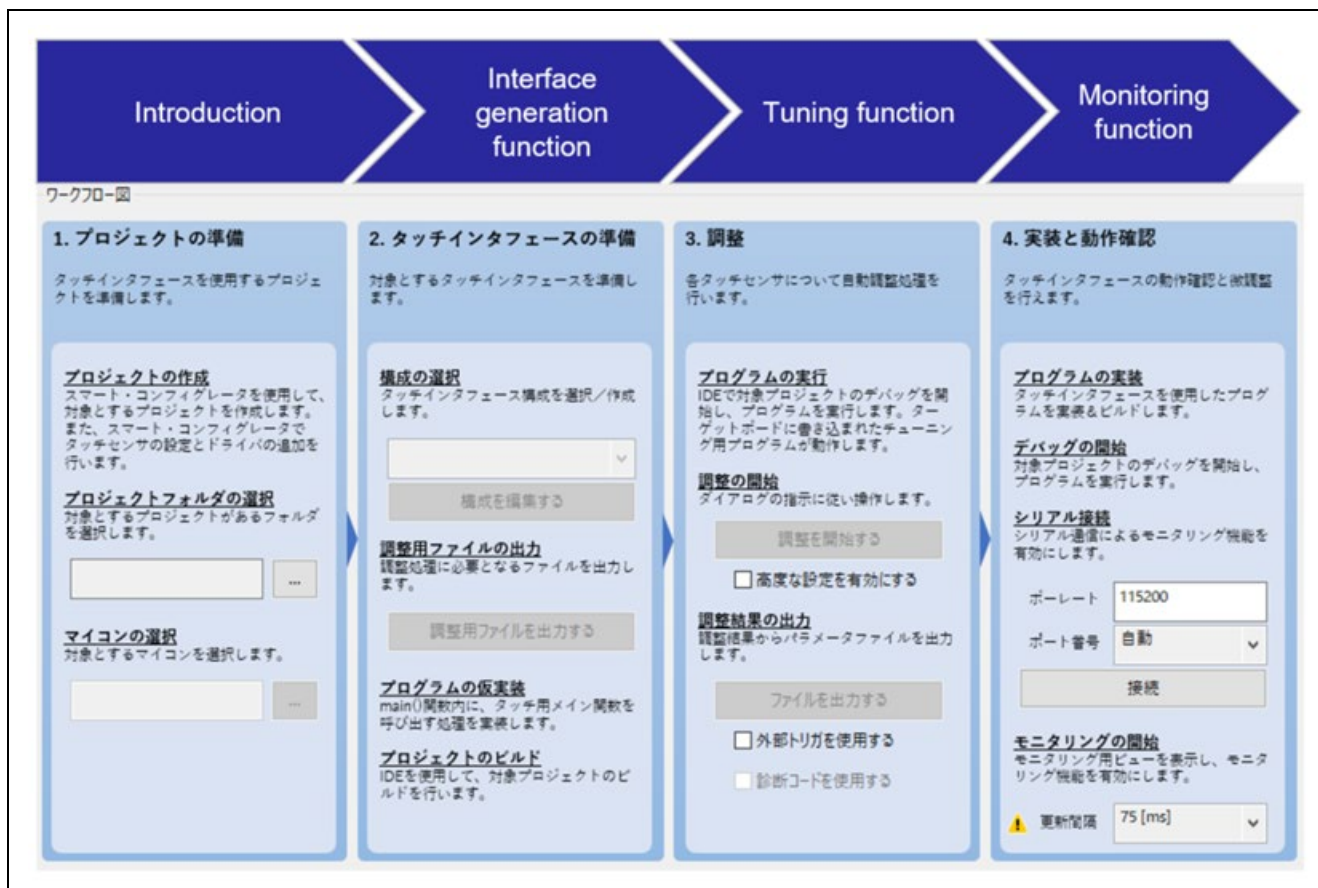 Introduction
Interface
generation
function
Tuning function
Monitoring
function
ワークフロー図
1. プロジェクトの準備
タッチインタフェースを使用するプロジェ
クトを準備します。
プロジェクトの作成
スマート・コンフィグレータを使用して、
対象とするプロジェクトを作成します。
また、スマート・コンフィグレータで
タッチセンサの設定とドライバの追加を
行います。
プロジェクトフォルダの選択
対象とするプロジェクトがあるフォルダ
を選択します。
...
マイコンの選択
対象とするマイコンを選択します。
...
2. タッチインタフェースの準備
対象とするタッチインタフェースを準備し
ます。
構成の選択
タッチインタフェース構成を選択／作成
します。
構成を編集する
調整用ファイルの出力
調整処理に必要となるファイルを出力し
ます。
調整用ファイルを出力する
プログラムの仮実装
main()関数内に、タッチ用メイン関数を
呼び出す処理を実装します。
プロジェクトのビルド
IDEを使用して、対象プロジェクトのビ
ルドを行います。
3. 調整
各タッチセンサについて自動調整処理を
行います。
プログラムの実行
IDEで対象プロジェクトのデバッグを開
始し、プログラムを実行します。ター
ゲットボードに書き込まれたチューニン
グ用プログラムが動作します。
調整の開始
ダイアログの指示に従い操作します。
調整を開始する
高度な設定を有効にする
調整結果の出力
調整結果からパラメータファイルを出力
します。
ファイルを出力する
外部トリガを使用する
診断コードを使用する
4. 実装と動作確認
タッチインタフェースの動作確認と微調整
を行えます。
プログラムの実装
タッチインタフェースを使用したプログ
ラムを実装&ビルドします。
デバッグの開始
対象プロジェクトのデバッグを開始し、
プログラムを実行します。
シリアル接続
シリアル通信によるモニタリング機能を
有効にします。
ボーレート 115200
ポート番号 自動
接続
モニタリングの開始
モニタリング用ビューを表示し、モニタ
リング機能を有効にします。
更新間隔 75 [ms]